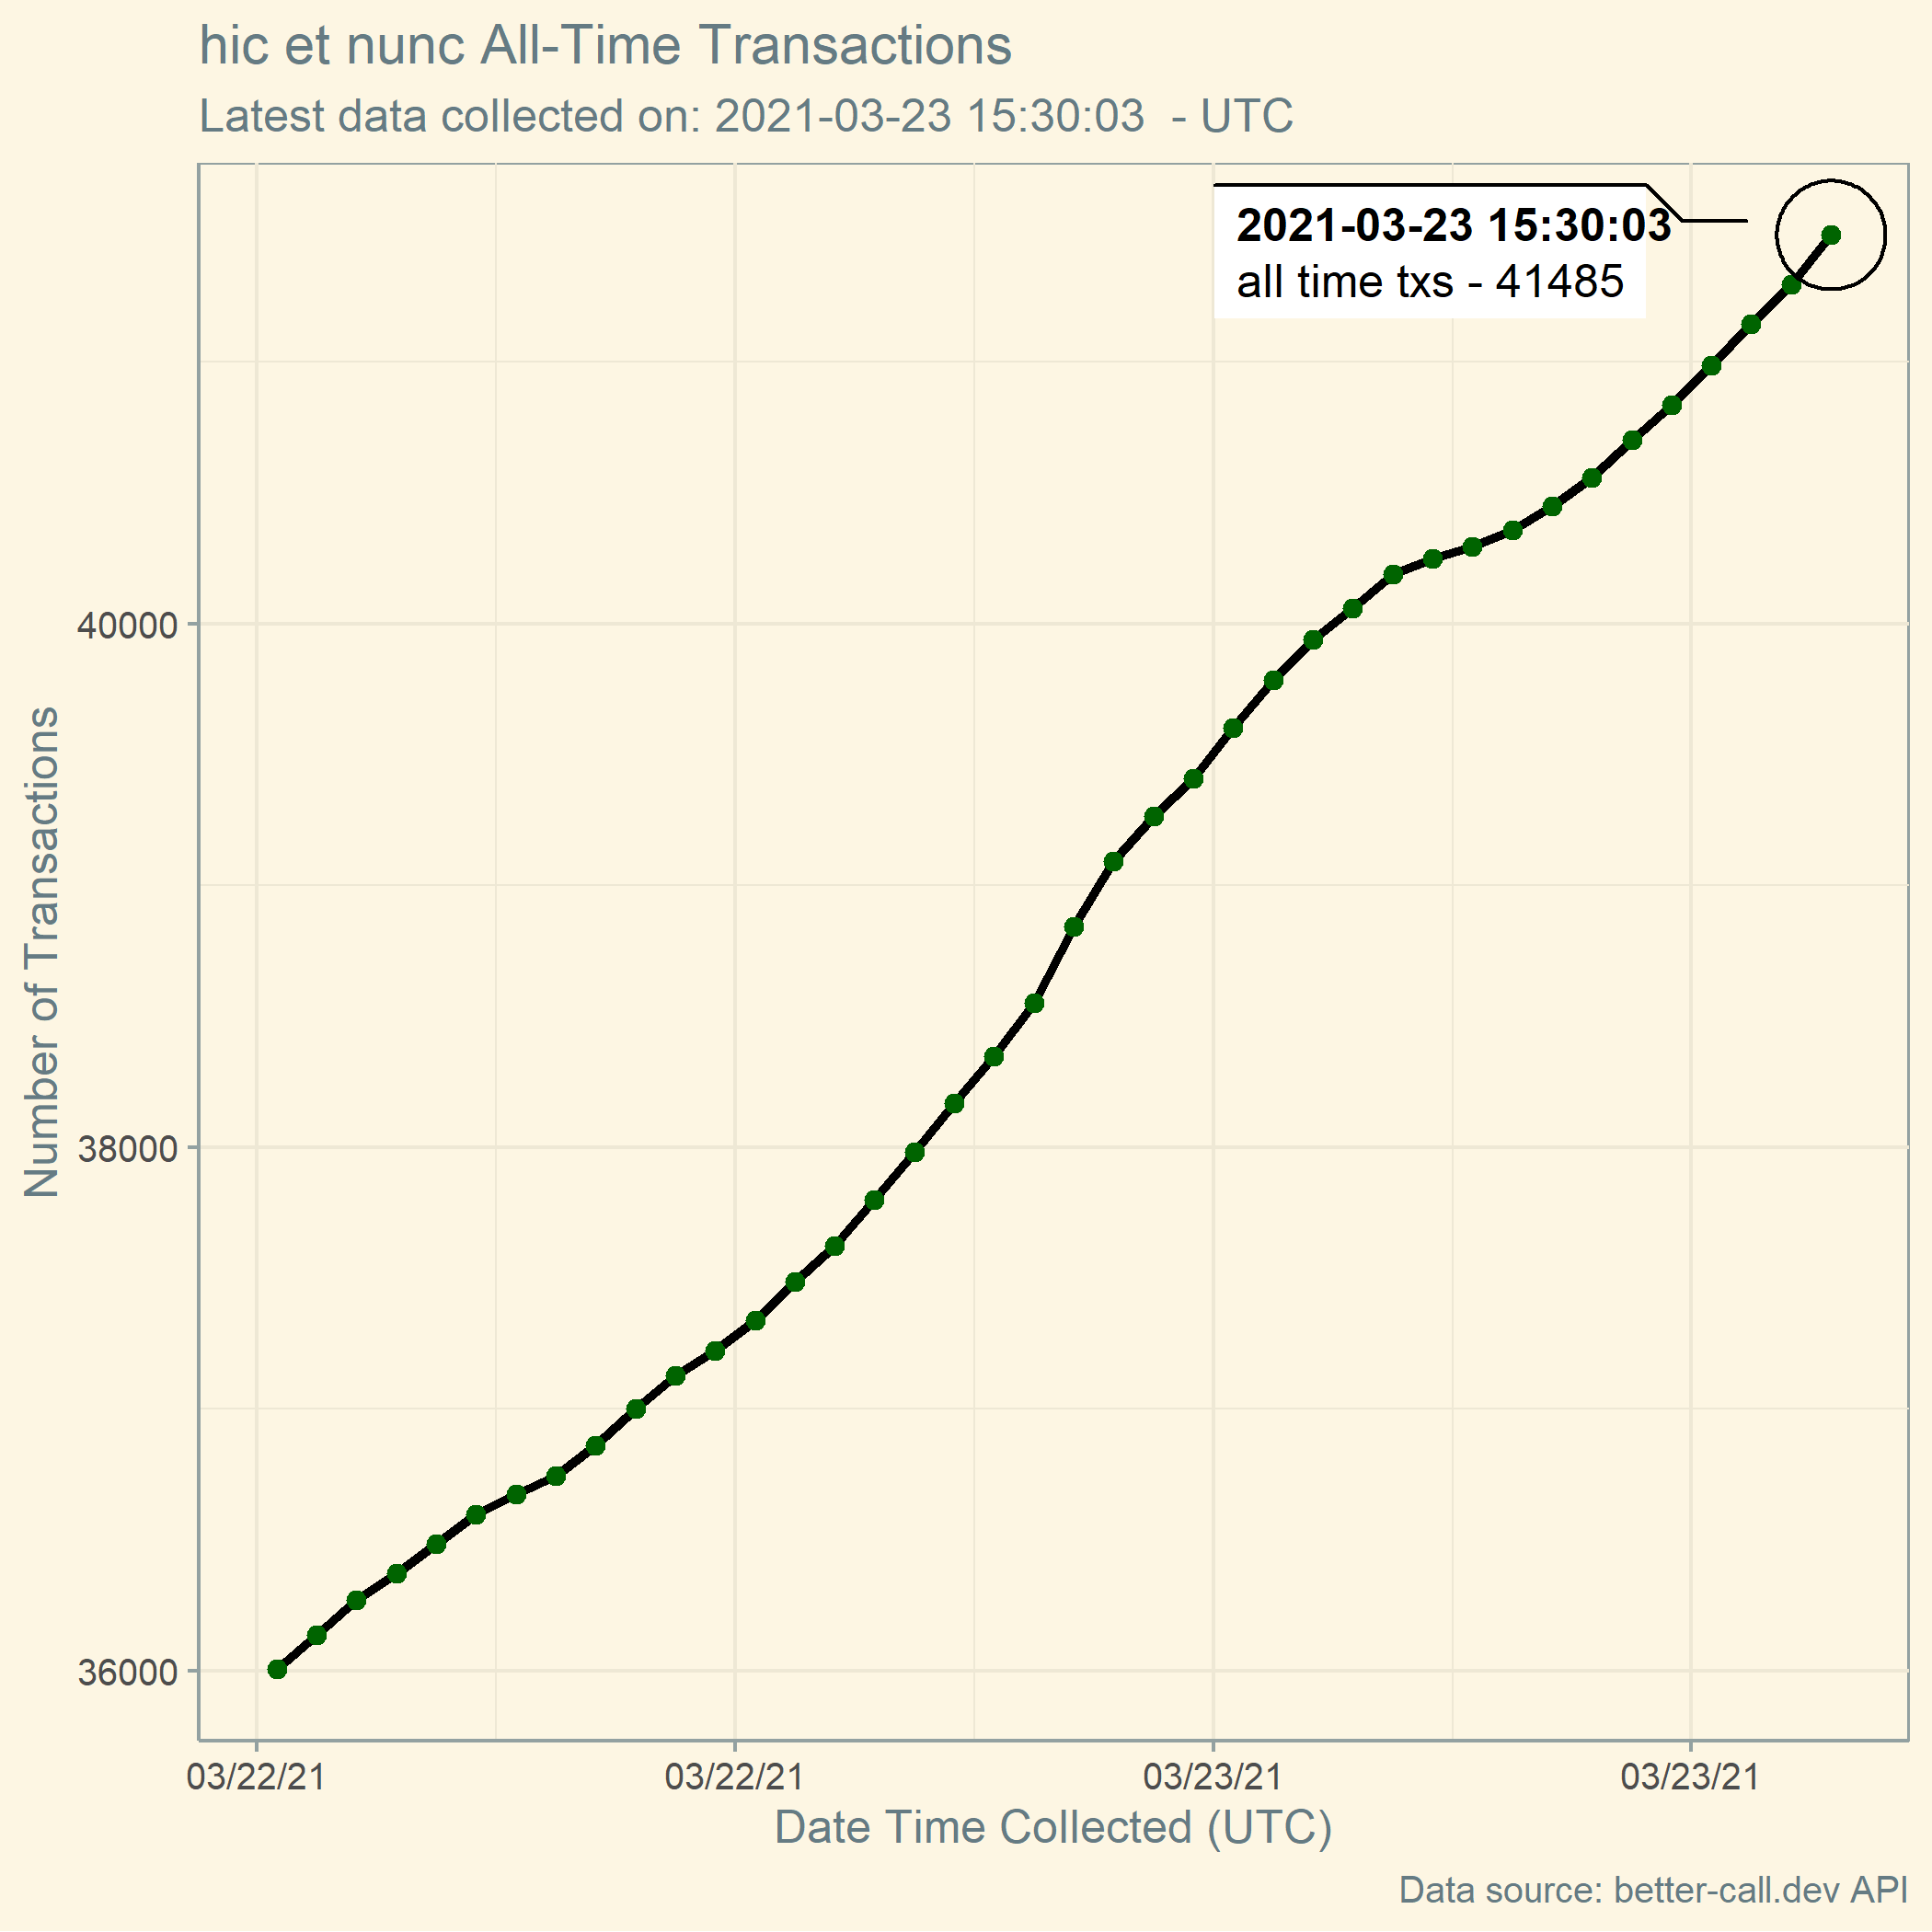 hic et nunc All-Time Transactions
Latest data collected on: 2021-03-23 15:30:03  - UTC
2021-03-23 15:30:03
all time txs - 41485
Number of Transactions
40000
38000
36000
03/22/21 03/22/21 03/23/21 03/23/21
Date Time Collected (UTC)
Data source: better-call.dev API